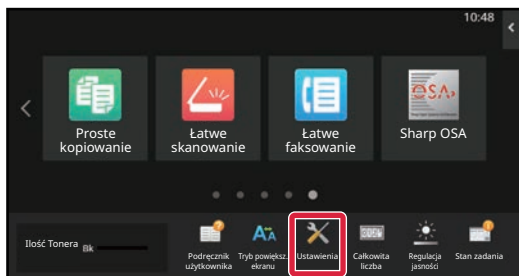 10:48
Proste
kopiowanie
Łatwe
skanowanie
Łatwe
faksowanie
Sharp OSA
Ilość Tonera Bk
Podręcznik
użytkownika
Tryb powiększ.
ekranu
Ustawienia
Całkowita
liczba
Regulacja
jasności
Stan zadania